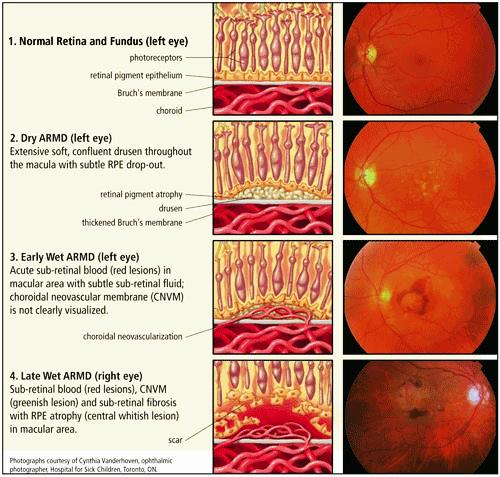 1. Normal Retina and Fundus (left eye)
photoreceptors
retinal pigment epithelium
Bruch's membrane
choroid
2. Dry ARMD (left eye)
Extensive soft, confluent drusen throughout
the macula with subtle RPE drop-out.
retinal pigment atrophy
drusen
thickened Bruch's membrane
3. Early Wet ARMD (left eye)
Acute sub-retinal blood (red lesions) in
macular area with subtle sub-retinal fluid;
choroidal neovascular membrane (CNVM)
is not clearly visualized.
choroidal neovascularization
4. Late Wet ARMD (right eye)
Sub-retinal blood (red lesions), CNVM
(greenish lesion) and sub-retinal fibrosis
with RPE atrophy (central whitish lesion)
in macular area.
scar
Photographs courtesy of Cynthia Vanderhoven, ophthalmic
photographer, Hospital for Sick Children, Toronto, ON.